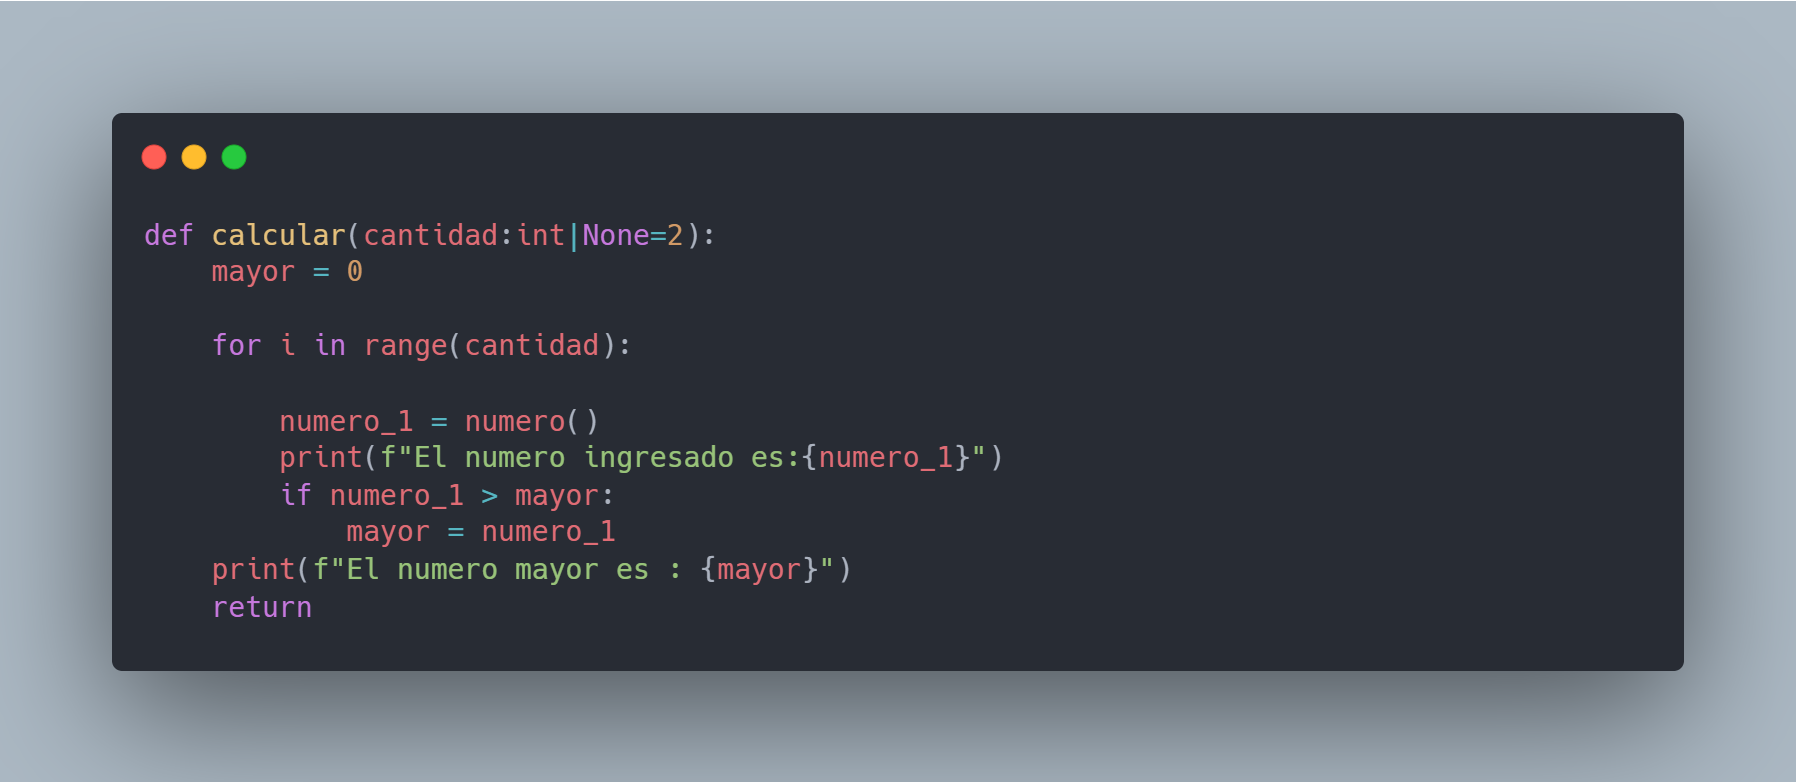 def calcular(cantidad:int|None=2):
    mayor = 0
    for i in range(cantidad):
        numero_1 = numero()
        print(f"El numero ingresado es:{numero_1}")
        if numero_1 > mayor:
            mayor = numero_1
    print(f"El numero mayor es : {mayor}")
    return